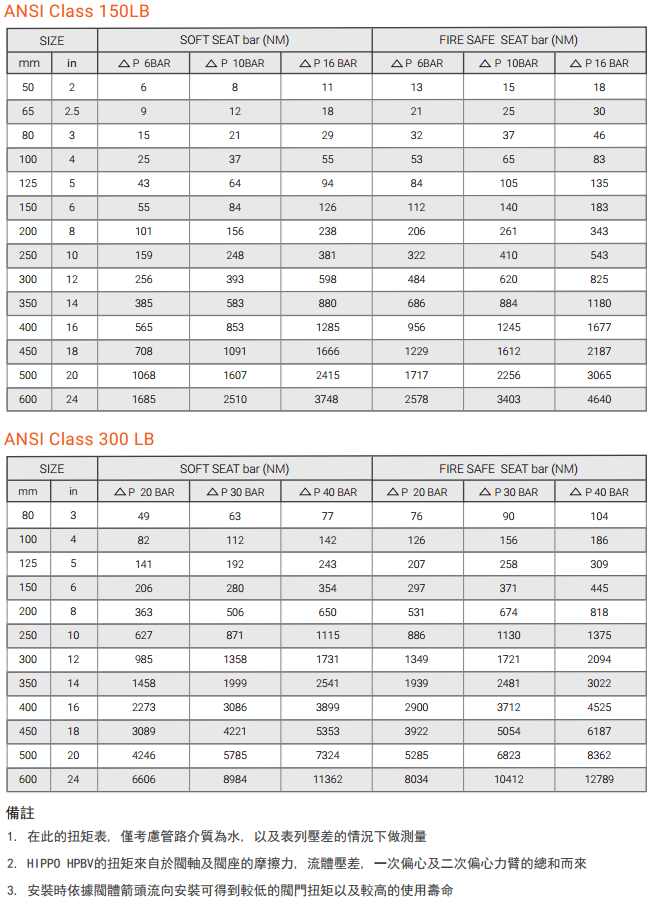 ANSI Class 150LB
SIZE SOFT SEAT bar (NM) FIRE SAFE SEAT bar (NM)
mm in △ P 6BAR △ P 10BAR △ P 16 BAR △ P 6BAR △ P 10BAR △ P 16 BAR
50 2 6 8 11 13 15 18
65 2.5 9 12 18 21 25 30
80 3 15 21 29 32 37 46
100 4 25 37 55 53 65 83
125 5 43 64 94 84 105 135
150 6 55 84 126 112 140 183
200 8 101 156 238 206 261 343
250 10 159 248 381 322 410 543
300 12 256 393 598 484 620 825
350 14 385 583 880 686 884 1180
400 16 565 853 1285 956 1245 1677
450 18 708 1091 1666 1229 1612 2187
500 20 1068 1607 2415 1717 2256 3065
600 24 1685 2510 3748 2578 3403 4640
ANSI Class 300 LB
SIZE SOFT SEAT bar (NM) FIRE SAFE SEAT bar (NM)
mm in △ P 20 BAR △ P 30 BAR △ P 40 BAR △ P 20 BAR △ P 30 BAR △ P 40 BAR
80 3 49 63 77 76 90 104
100 4 82 112 142 126 156 186
125 5 141 192 243 207 258 309
150 6 206 280 354 297 371 445
200 8 363 506 650 531 674 818
250 10 627 871 1115 886 1130 1375
300 12 985 1358 1731 1349 1721 2094
350 14 1458 1999 2541 1939 2481 3022
400 16 2273 3086 3899 2900 3712 4525
450 18 3089 4221 5353 3922 5054 6187
500 20 4246 5785 7324 5285 6823 8362
600 24 6606 8984 11362 8034 10412 12789
備註
1. 在此的扭矩表, 僅考慮管路介質為水, 以及表列壓差的情況下做測量
2. HIPPO HPBV的扭矩來自於閥軸及閥座的摩擦力, 流體壓差, 一次偏心及二次偏心力臂的總和而來
3. 安裝時依據閥體箭頭流向安裝可得到較低的閥門扭矩以及較高的使用壽命